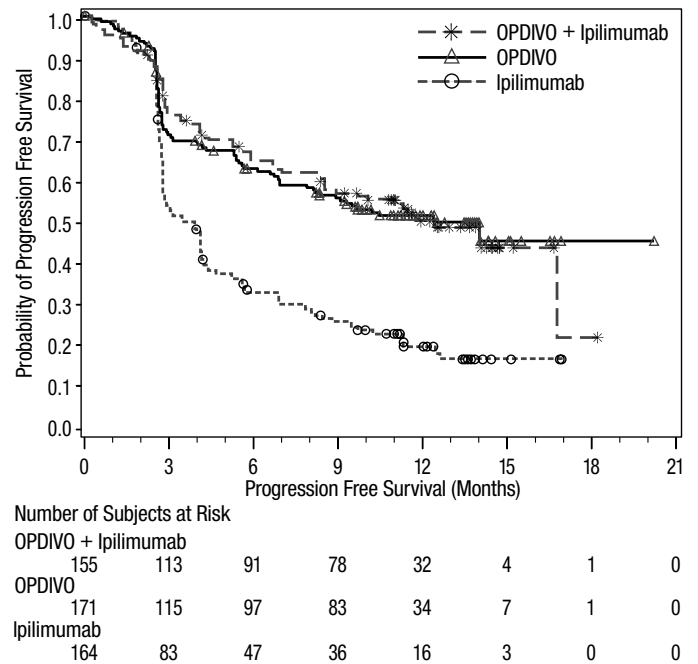 OPDIVO + Ipilimumab
OPDIVO
Ipilimumab
Probability of Progression Free Survival
1.0
0.9
0.8
0.7
0.6
0.5
0.4
0.3
0.2
0.1
0.0
0 3 6 9 12 15 18 21
Progression Free Survival (Months)
Number of Subjects at Risk
OPDIVO + Ipilimumab
155 113 91 78 32 4 1 0
OPDIVO
171 115 97 83 34 7 1 0
Ipilimumab
164 83 47 36 16 3 0 0